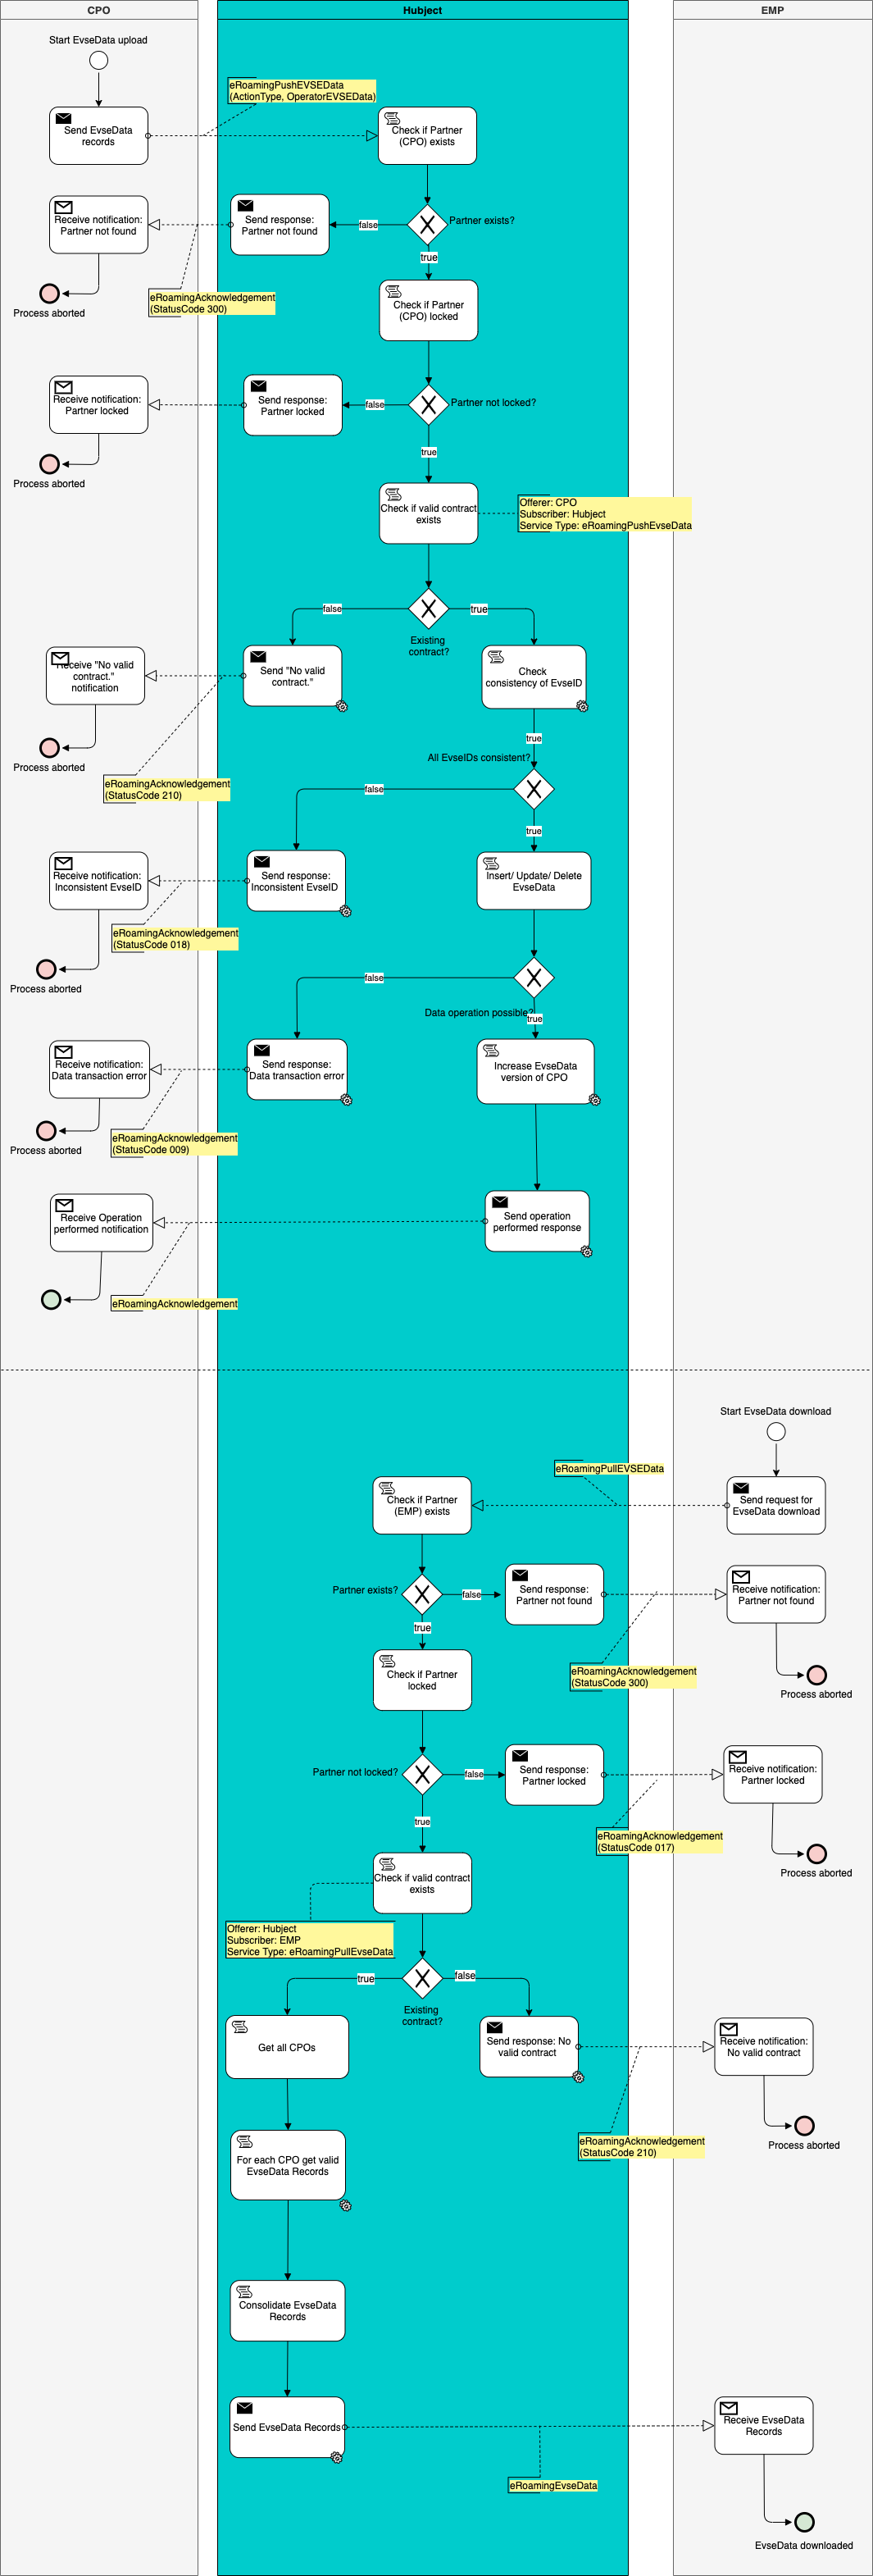 CPO
Hubject
EMP
Start EvseData upload
eRoamingPushEVSEData
(ActionType, OperatorEVSEData)
Send EvseData
records
Check if Partner
(CPO) exists
Receive notification:
Partner not found
Send response:
Partner not found
false
Partner exists?
true
eRoamingAcknowledgement
(StatusCode 300)
Process aborted
Check if Partner
(CPO) locked
Receive notification:
Partner locked
Send response:
Partner locked
false
Partner not locked?
true
Process aborted
Check if valid contract
exists
Offerer: CPO
Subscriber: Hubject
Service Type: eRoamingPushEvseData
false
true
Existing
contract?
Receive "No valid
contract."
notification
Send "No valid
contract."
Check
consistency of EvseID
true
Process aborted
All EvseIDs consistent?
eRoamingAcknowledgement
(StatusCode 210)
false
true
Receive notification:
Inconsistent EvseID
Send response:
Inconsistent EvseID
Insert/ Update/ Delete
EvseData
eRoamingAcknowledgement
(StatusCode 018)
Process aborted
false
Data operation possible?
true
Receive notification:
Data transaction error
Send response:
Data transaction error
Increase EvseData
version of CPO
eRoamingAcknowledgement
(StatusCode 009)
Process aborted
Receive Operation
performed notification
Send operation
performed response
eRoamingAcknowledgement
Start EvseData download
eRoamingPullEVSEData
Check if Partner
(EMP) exists
Send request for
EvseData download
Partner exists?
false
Send response:
Partner not found
Receive notification:
Partner not found
true
eRoamingAcknowledgement
(StatusCode 300)
Process aborted
Check if Partner
locked
Partner not locked?
false
Send response:
Partner locked
Receive notification:
Partner locked
true
eRoamingAcknowledgement
(StatusCode 017)
Process aborted
Check if valid contract
exists
Offerer: Hubject
Subscriber: EMP
Service Type: eRoamingPullEvseData
true
false
Existing
contract?
Get all CPOs
Send response: No
valid contract
Receive notification:
No valid contract
eRoamingAcknowledgement
(StatusCode 210)
Process aborted
For each CPO get valid
EvseData Records
Consolidate EvseData
Records
Send EvseData Records
Receive EvseData
Records
eRoamingEvseData
EvseData downloaded